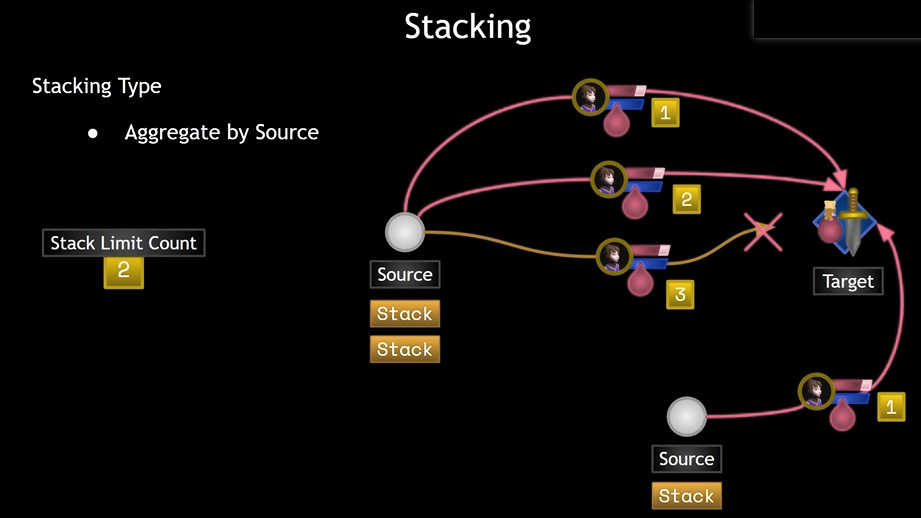 Stacking
Stacking Type
● Aggregate by Source
Stack Limit Count
2
1
2
3
Source
Stack
Stack
Target
1
Source
Stack